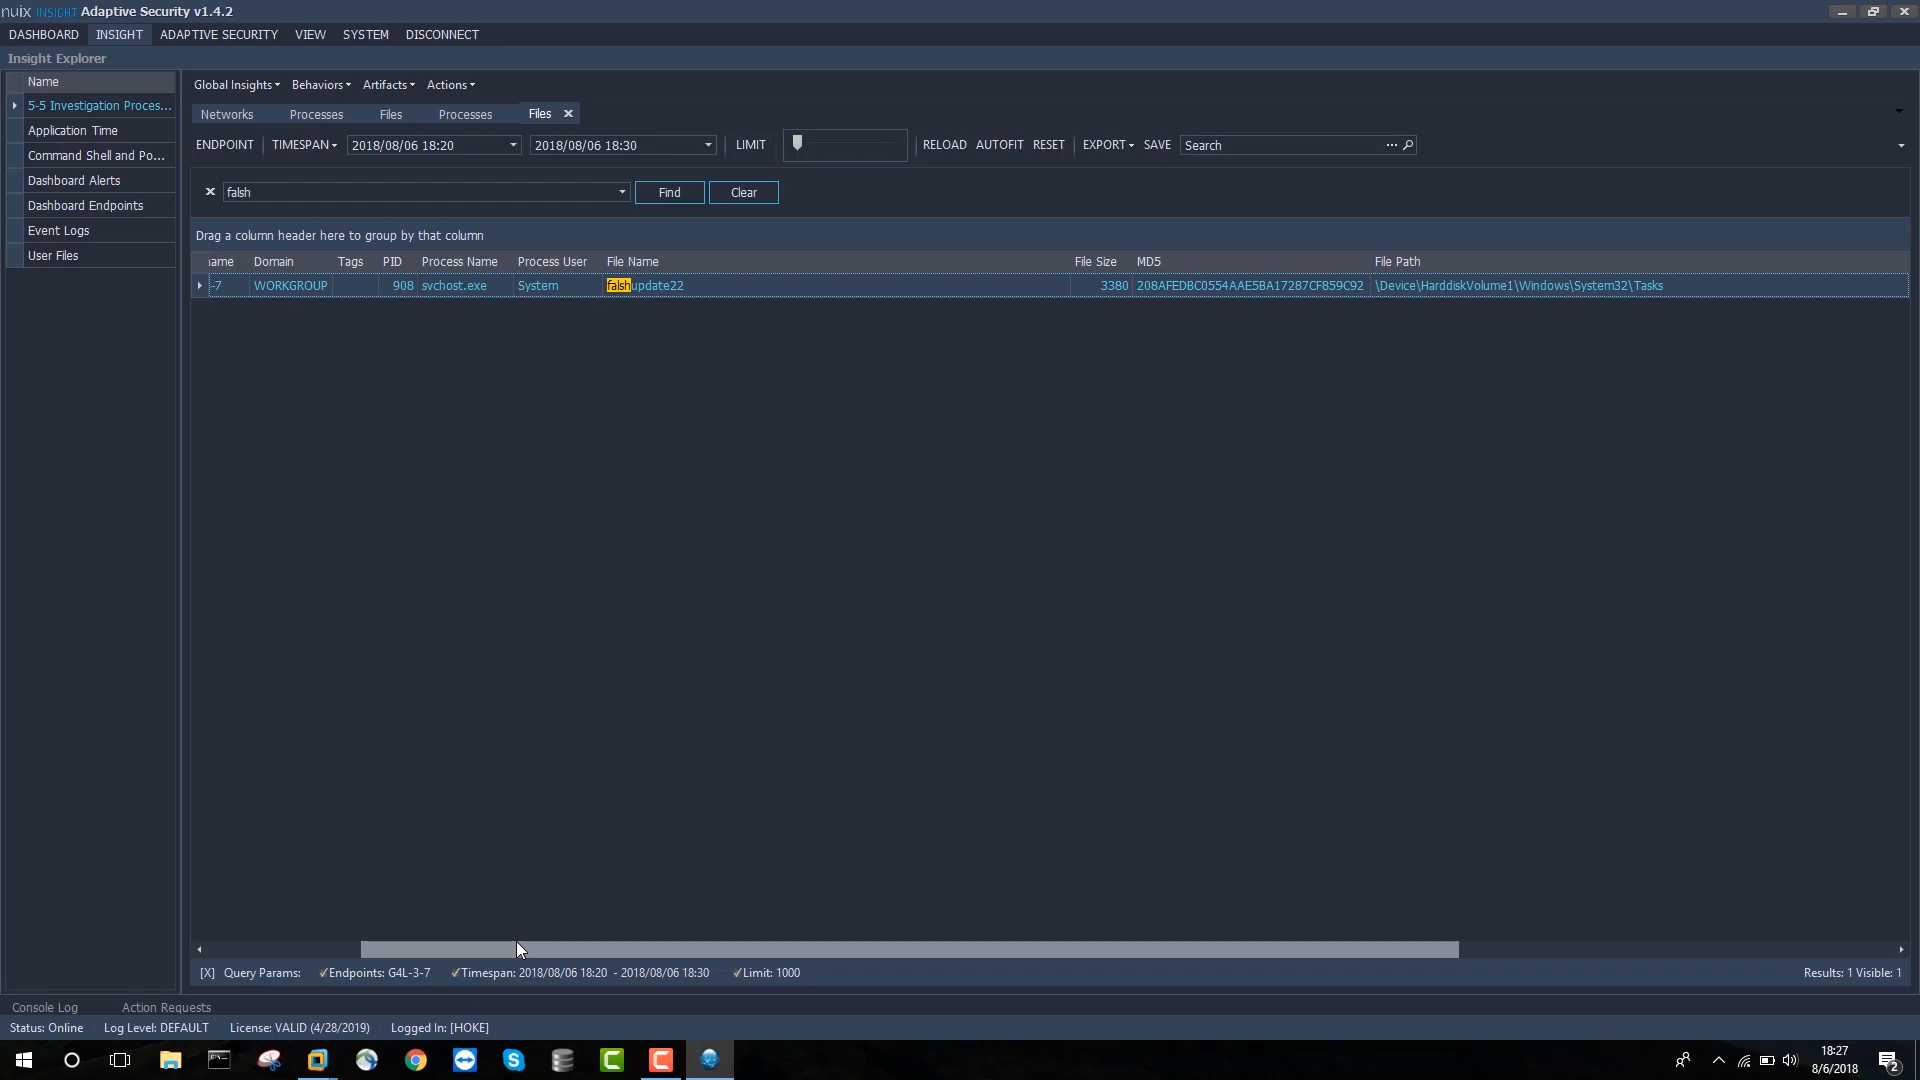 nuix INSIGHT Adaptive Security v1.4.2
DASHBOARD INSIGHT ADAPTIVE SECURITY VIEW SYSTEM DISCONNECT
Insight Explorer
Name
5-5 Investigation Proces...
Application Time
Command Shell and Po...
Dashboard Alerts
Dashboard Endpoints
Event Logs
User Files
Global Insights Behaviors Artifacts Actions
Networks Processes Files Processes Files
ENDPOINT TIMESPAN 2018/08/06 18:20 2018/08/06 18:30 LIMIT RELOAD AUTOFIT RESET EXPORT SAVE Search
falsh Find Clear
Drag a column header here to group by that column
name Domain Tags PID Process Name Process User File Name File Size MD5 File Path
-7 WORKGROUP 908 svchost.exe System falshupdate22 3380 208AFEDBC0554AAE5BA17287CF859C92 \Device\HarddiskVolume1\Windows\System32\Tasks
[X] Query Params: ✓Endpoints: G4L-3-7 ✓Timespan: 2018/08/06 18:20 - 2018/08/06 18:30 ✓Limit: 1000 Results: 1 Visible: 1
Console Log Action Requests
Status: Online Log Level: DEFAULT License: VALID (4/28/2019) Logged In: [HOKE]
18:27
8/6/2018
2